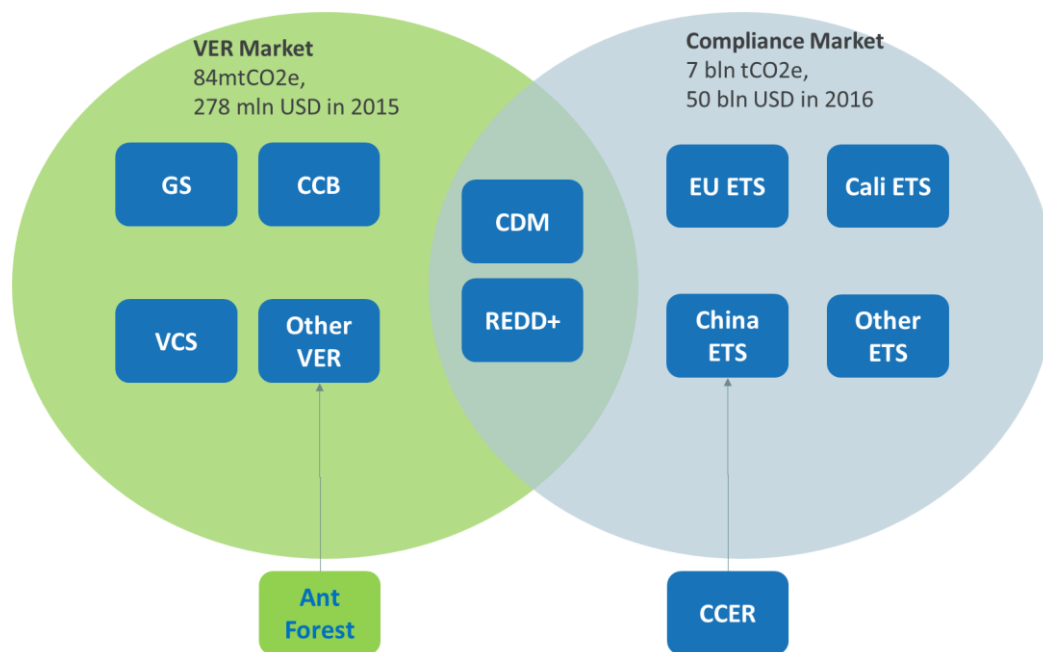 VER Market
84mtCO2e,
278 mln USD in 2015
Compliance Market
7 bln tCO2e,
50 bln USD in 2016
GS
CCB
CDM
EU ETS
Cali ETS
VCS
Other
VER
REDD+
China
ETS
Other
ETS
Ant
Forest
CCER